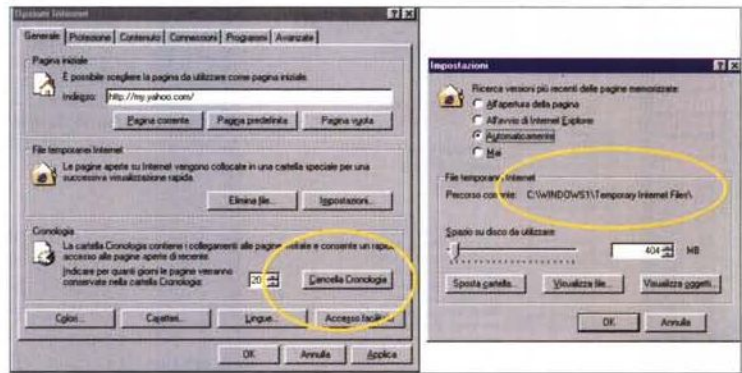 Opzioni Internet
Generale Protezione Contenuto Connessioni Programmi Avanzate
Pagina iniziale
È possibile scegliere la pagina da utilizzare come pagina iniziale.
Indirizzo: http://my.yahoo.com/
Pagina corrente Pagina predefinita Pagina vuota
File temporanei Internet
Le pagine aperte su Internet vengono collocate in una cartella speciale per una
successiva visualizzazione rapida.
Elimina file... Impostazioni...
Cronologia
La cartella Cronologia contiene i collegamenti alle pagine visitate e consente un rapido
accesso alle pagine aperte di recente.
Indicare per quanti giorni le pagine verranno
conservate nella cartella Cronologia: 20 Cancella Cronologia
Colori... Caratteri... Lingue... Accesso facilit
OK Annulla Applica
Impostazioni
Ricerca versioni più recenti delle pagine memorizzate:
All'apertura della pagina
All'avvio di Internet Explorer
Automaticamente
Mai
File temporanei Internet
Percorso corrente: C:\WINDOWS1\Temporary Internet Files\
Spazio su disco da utilizzare
404 MB
Sposta cartella... Visualizza file... Visualizza oggetti...
OK Annulla